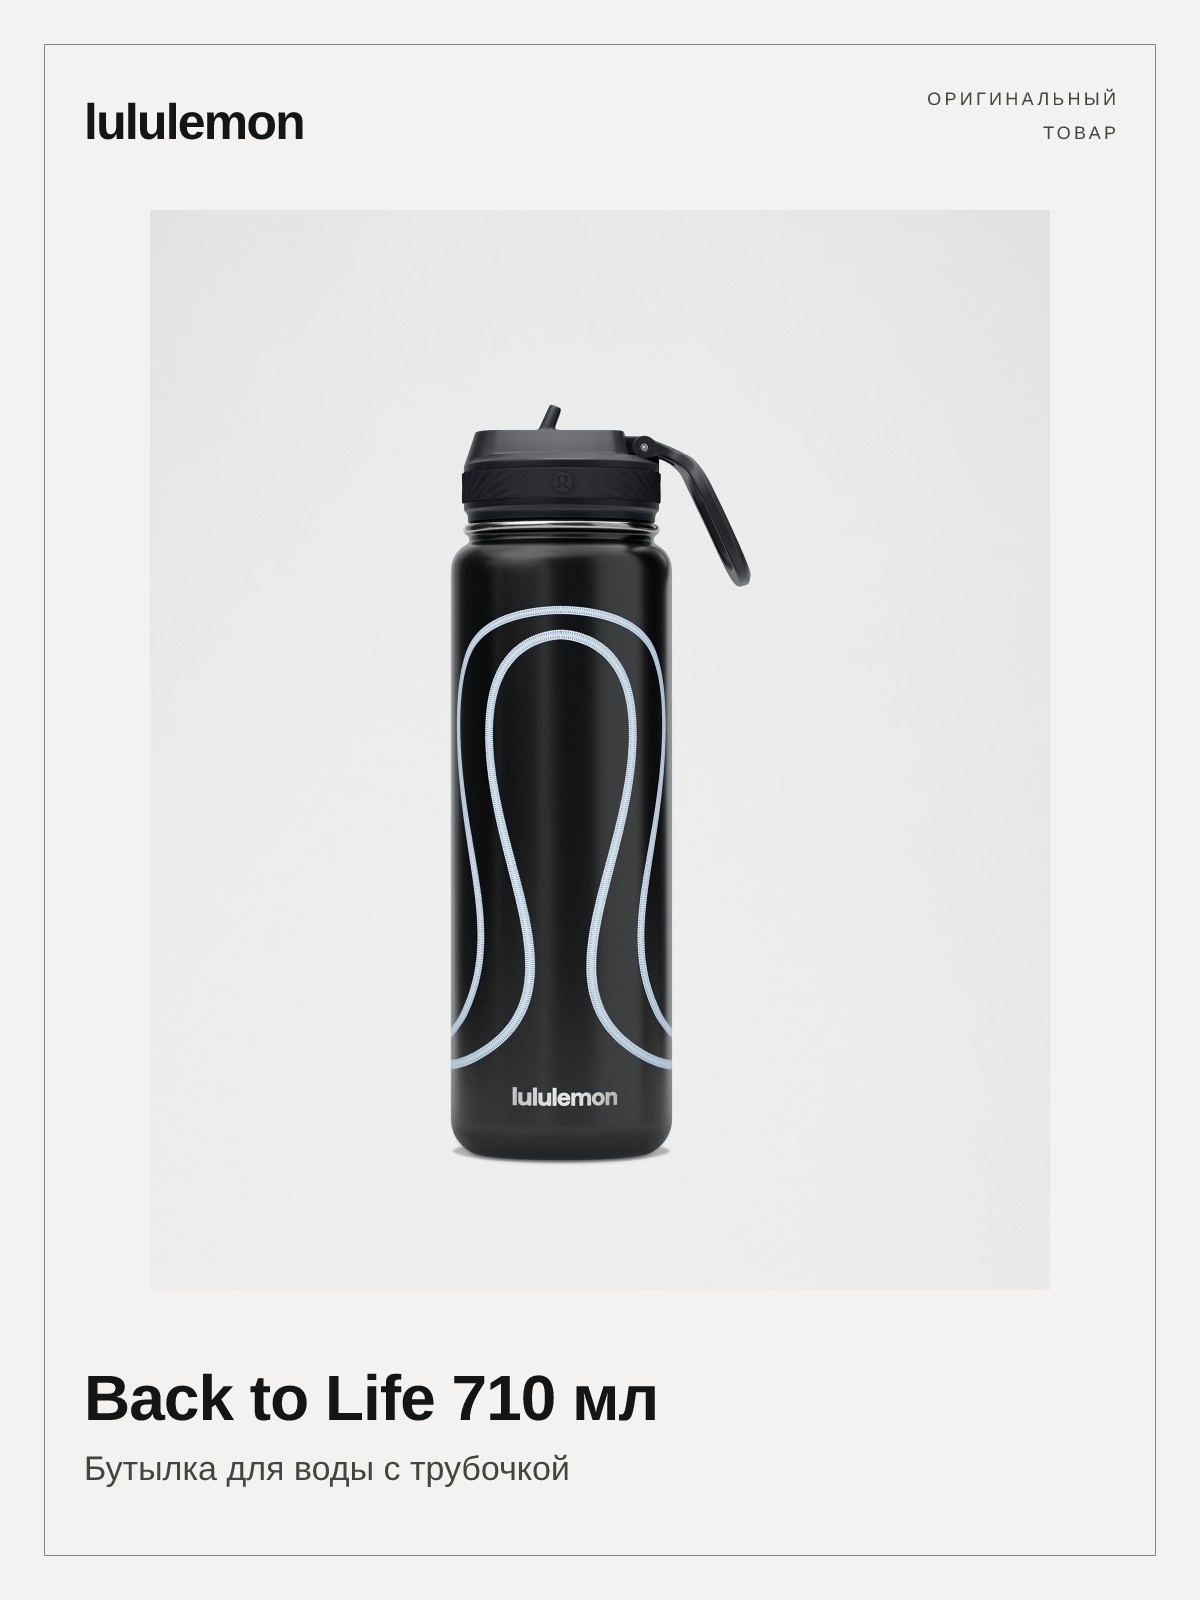 lululemon
ОРИГИНАЛЬНЫЙ
ТОВАР
lululemon
Back to Life 710 мл
Бутылка для воды с трубочкой